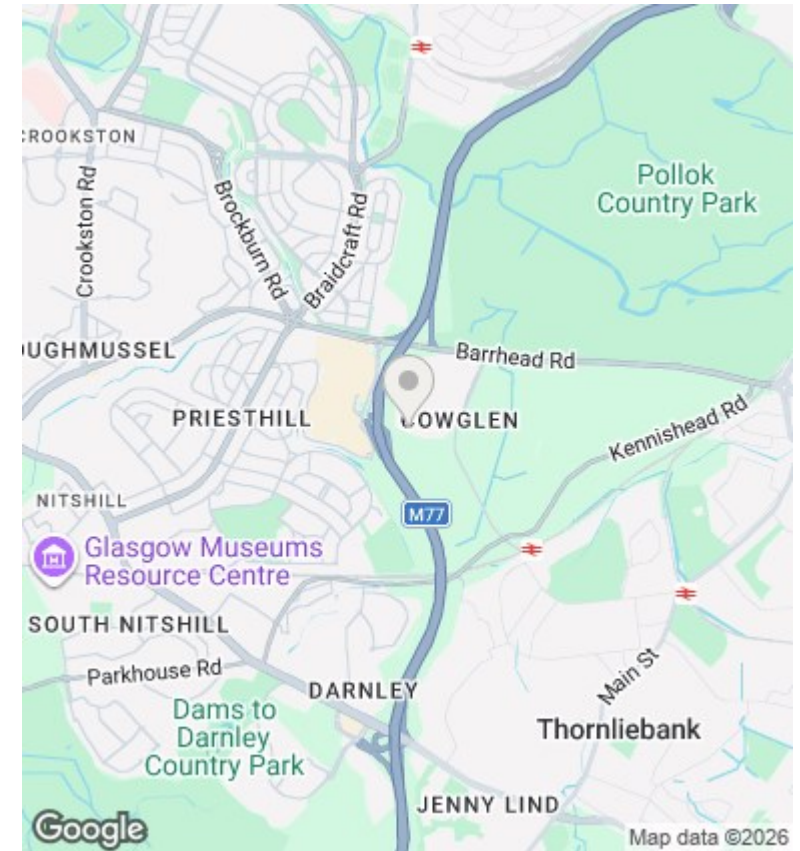 Pollok
Country Park
CROOKSTON
Crookston Rd
Brockburn Rd
Braidcraft Rd
OUGHMUSSEL
Barrhead Rd
PRIESTHILL
COWGLEN
Kennishead Rd
NITSHILL
M77
Glasgow Museums
Resource Centre
SOUTH NITSHILL
Parkhouse Rd
DARNLEY
Main St
Dams to
Darnley
Country Park
Thornliebank
JENNY LIND
Google
Map data ©2026